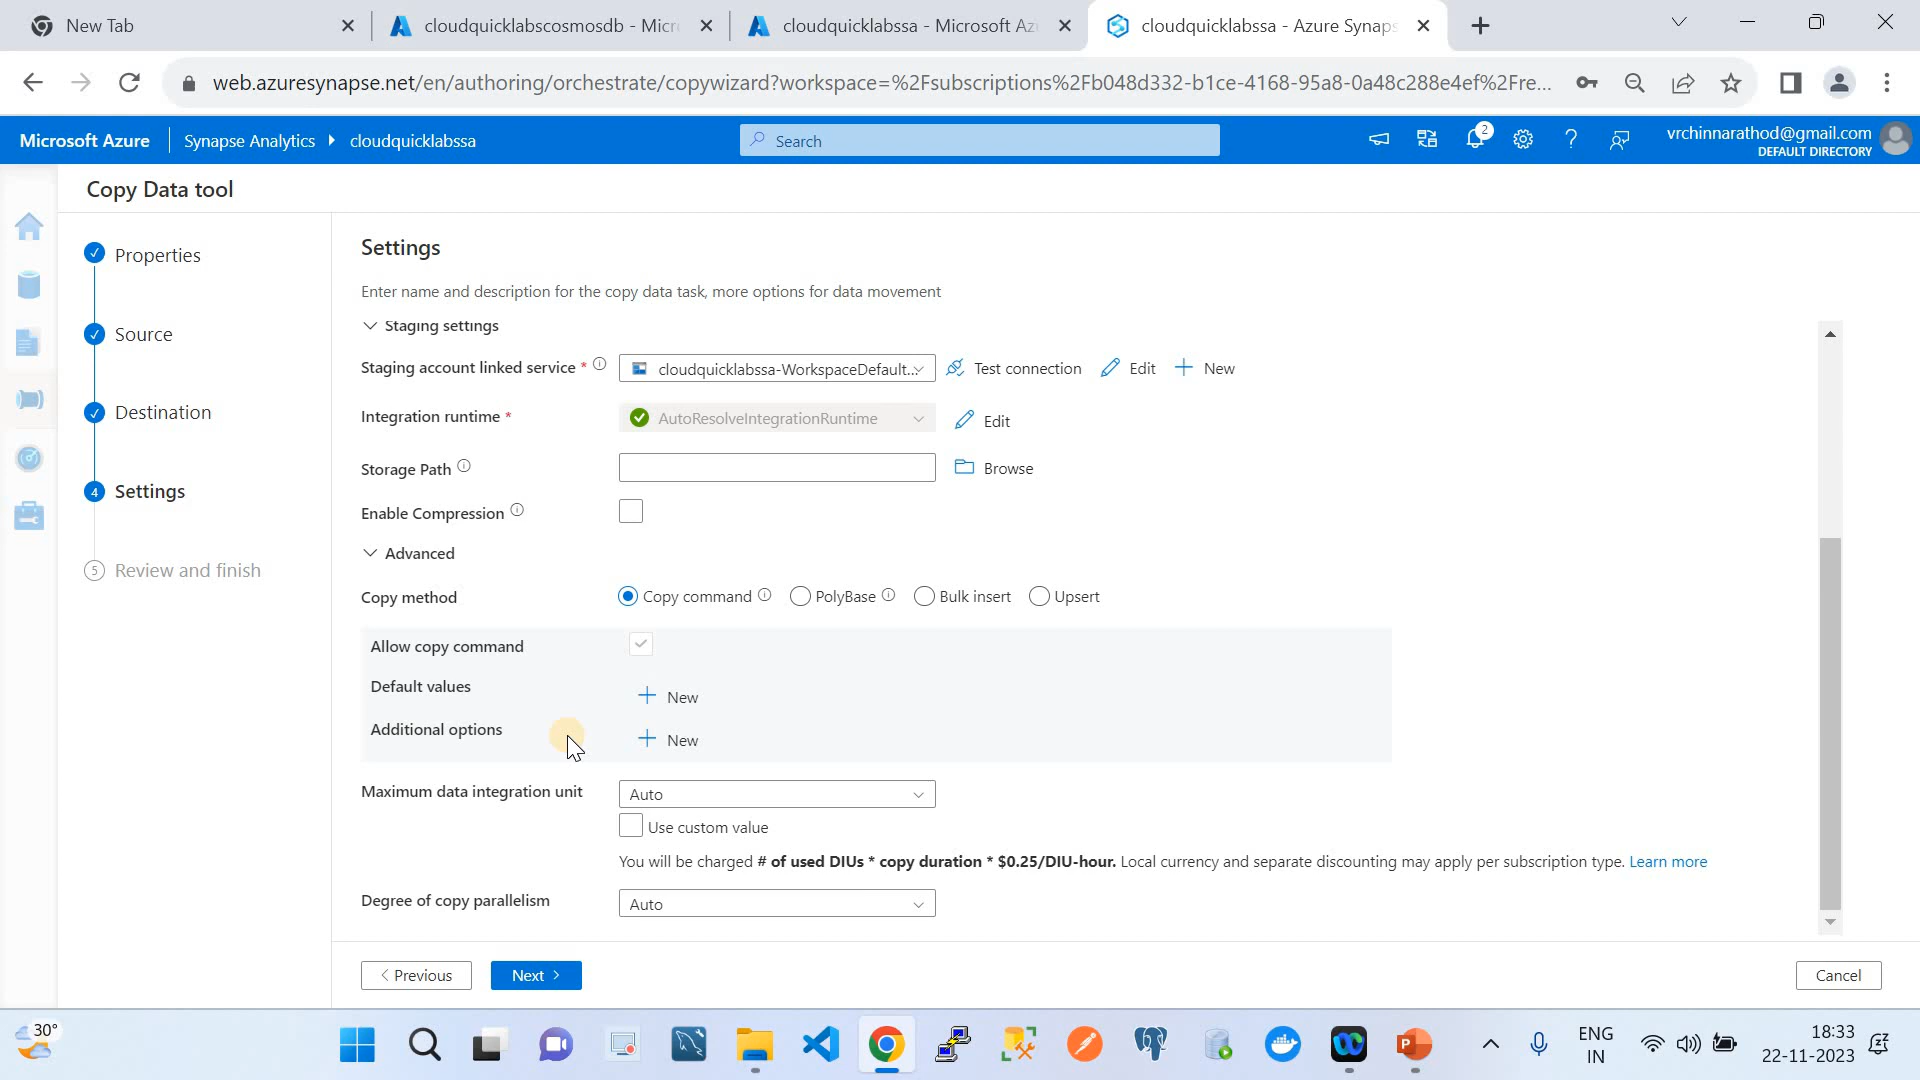 New Tab
cloudquicklabscosmosdb - Micr
cloudquicklabssa - Microsoft Az
cloudquicklabssa - Azure Synaps
web.azuresynapse.net/en/authoring/orchestrate/copywizard?workspace=%2Fsubscriptions%2Fb048d332-b1ce-4168-95a8-0a48c288e4ef%2Fre...
Microsoft Azure
Synapse Analytics
cloudquicklabssa
Search
2
vrchinnarathod@gmail.com
DEFAULT DIRECTORY
Copy Data tool
Properties
Source
Destination
4 Settings
5 Review and finish
Settings
Enter name and description for the copy data task, more options for data movement
Staging settings
Staging account linked service *
cloudquicklabssa-WorkspaceDefault...
Test connection
Edit
New
Integration runtime *
AutoResolveIntegrationRuntime
Edit
Storage Path
Browse
Enable Compression
Advanced
Copy method
Copy command
PolyBase
Bulk insert
Upsert
Allow copy command
Default values
New
Additional options
New
Maximum data integration unit
Auto
Use custom value
You will be charged # of used DIUs * copy duration * $0.25/DIU-hour. Local currency and separate discounting may apply per subscription type. Learn more
Degree of copy parallelism
Auto
Previous
Next
Cancel
30°
ENG
IN
18:33
22-11-2023